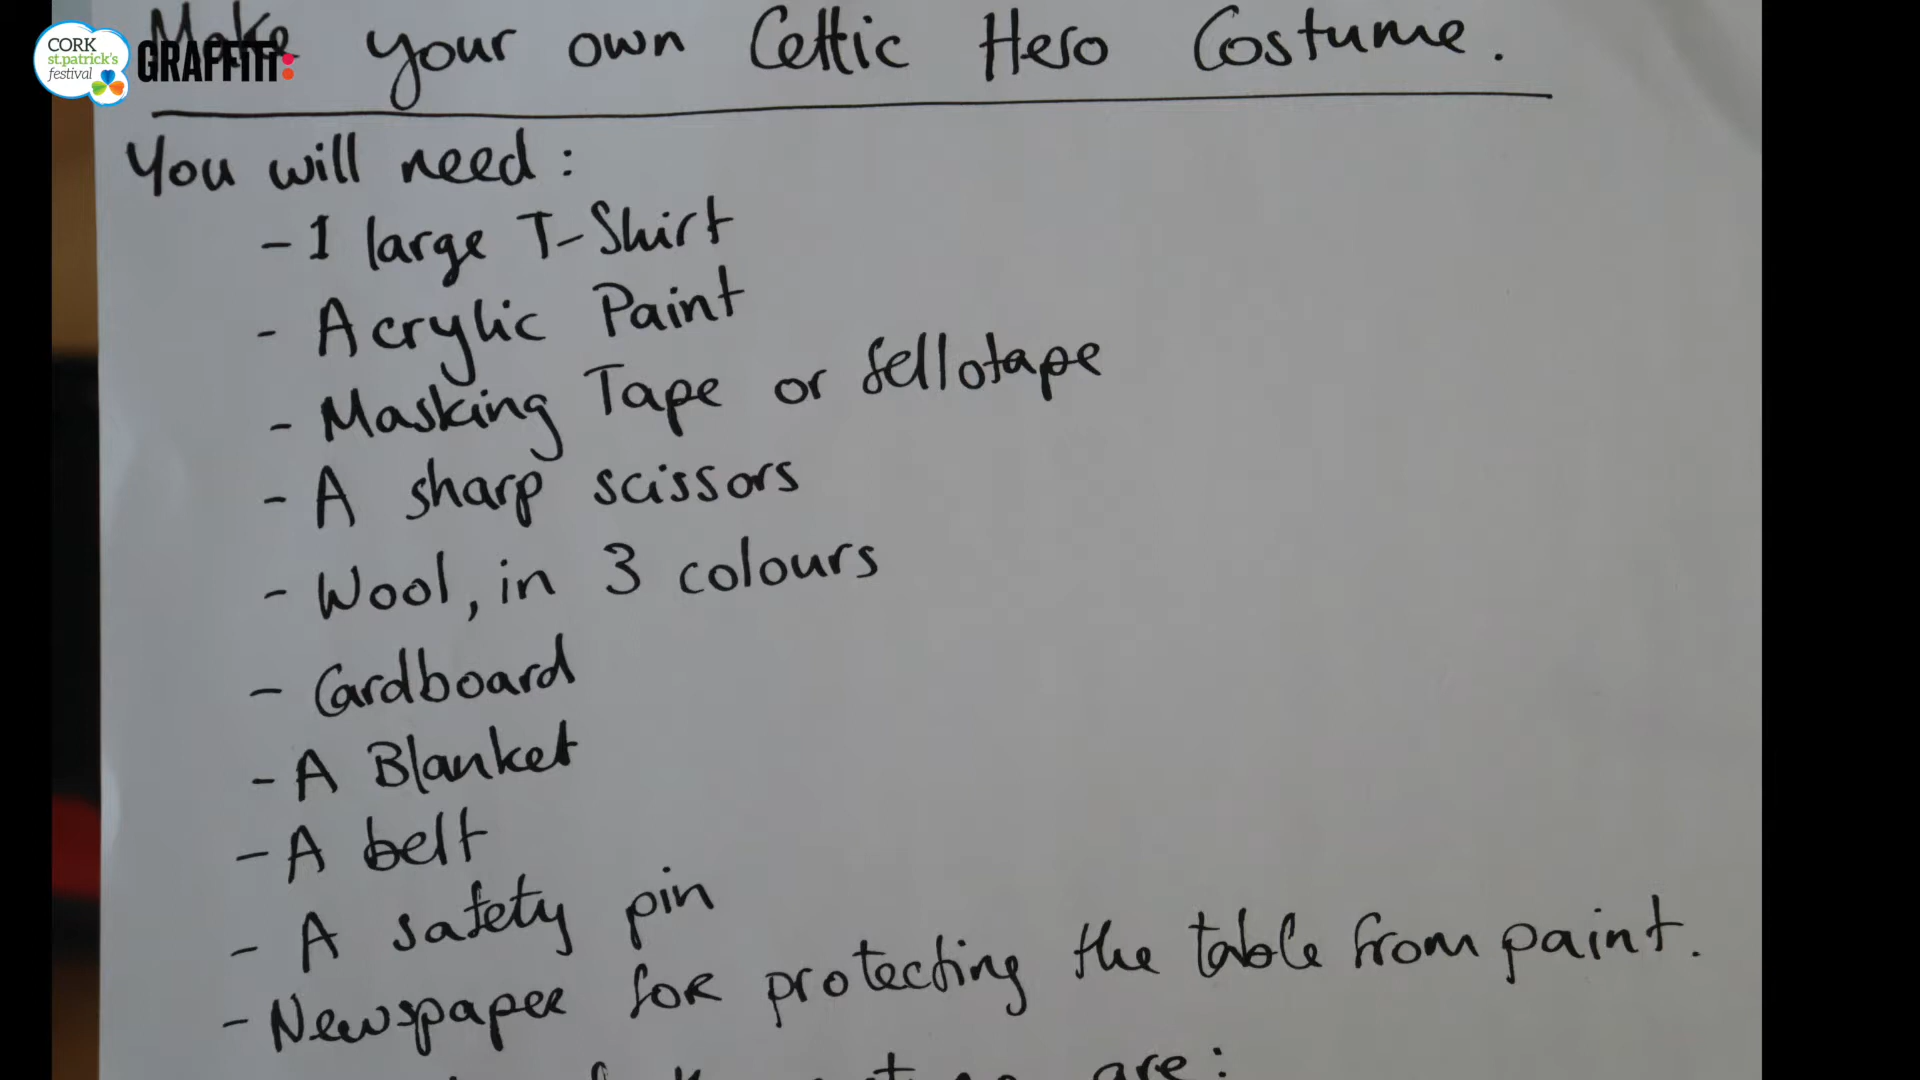 CORK
st.patrick's
festival
GRAFFITI:
Make your own Celtic Hero Costume.
You will need:
- 1 large T-Shirt
- Acrylic Paint
- Masking Tape or sellotape
- A sharp scissors
- Wool, in 3 colours
- Cardboard
- A Blanket
- A belt
- A safety pin
- Newspaper for protecting the table from paint.
are: